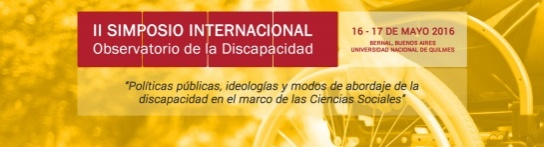 II SIMPOSIO INTERNACIONAL
Observatorio de la Discapacidad
16 - 17 DE MAYO 2016
BERNAL, BUENOS AIRES
UNIVERSIDAD NACIONAL DE QUILMES
"Políticas públicas, ideologías y modos de abordaje de la
discapacidad en el marco de las Ciencias Sociales"